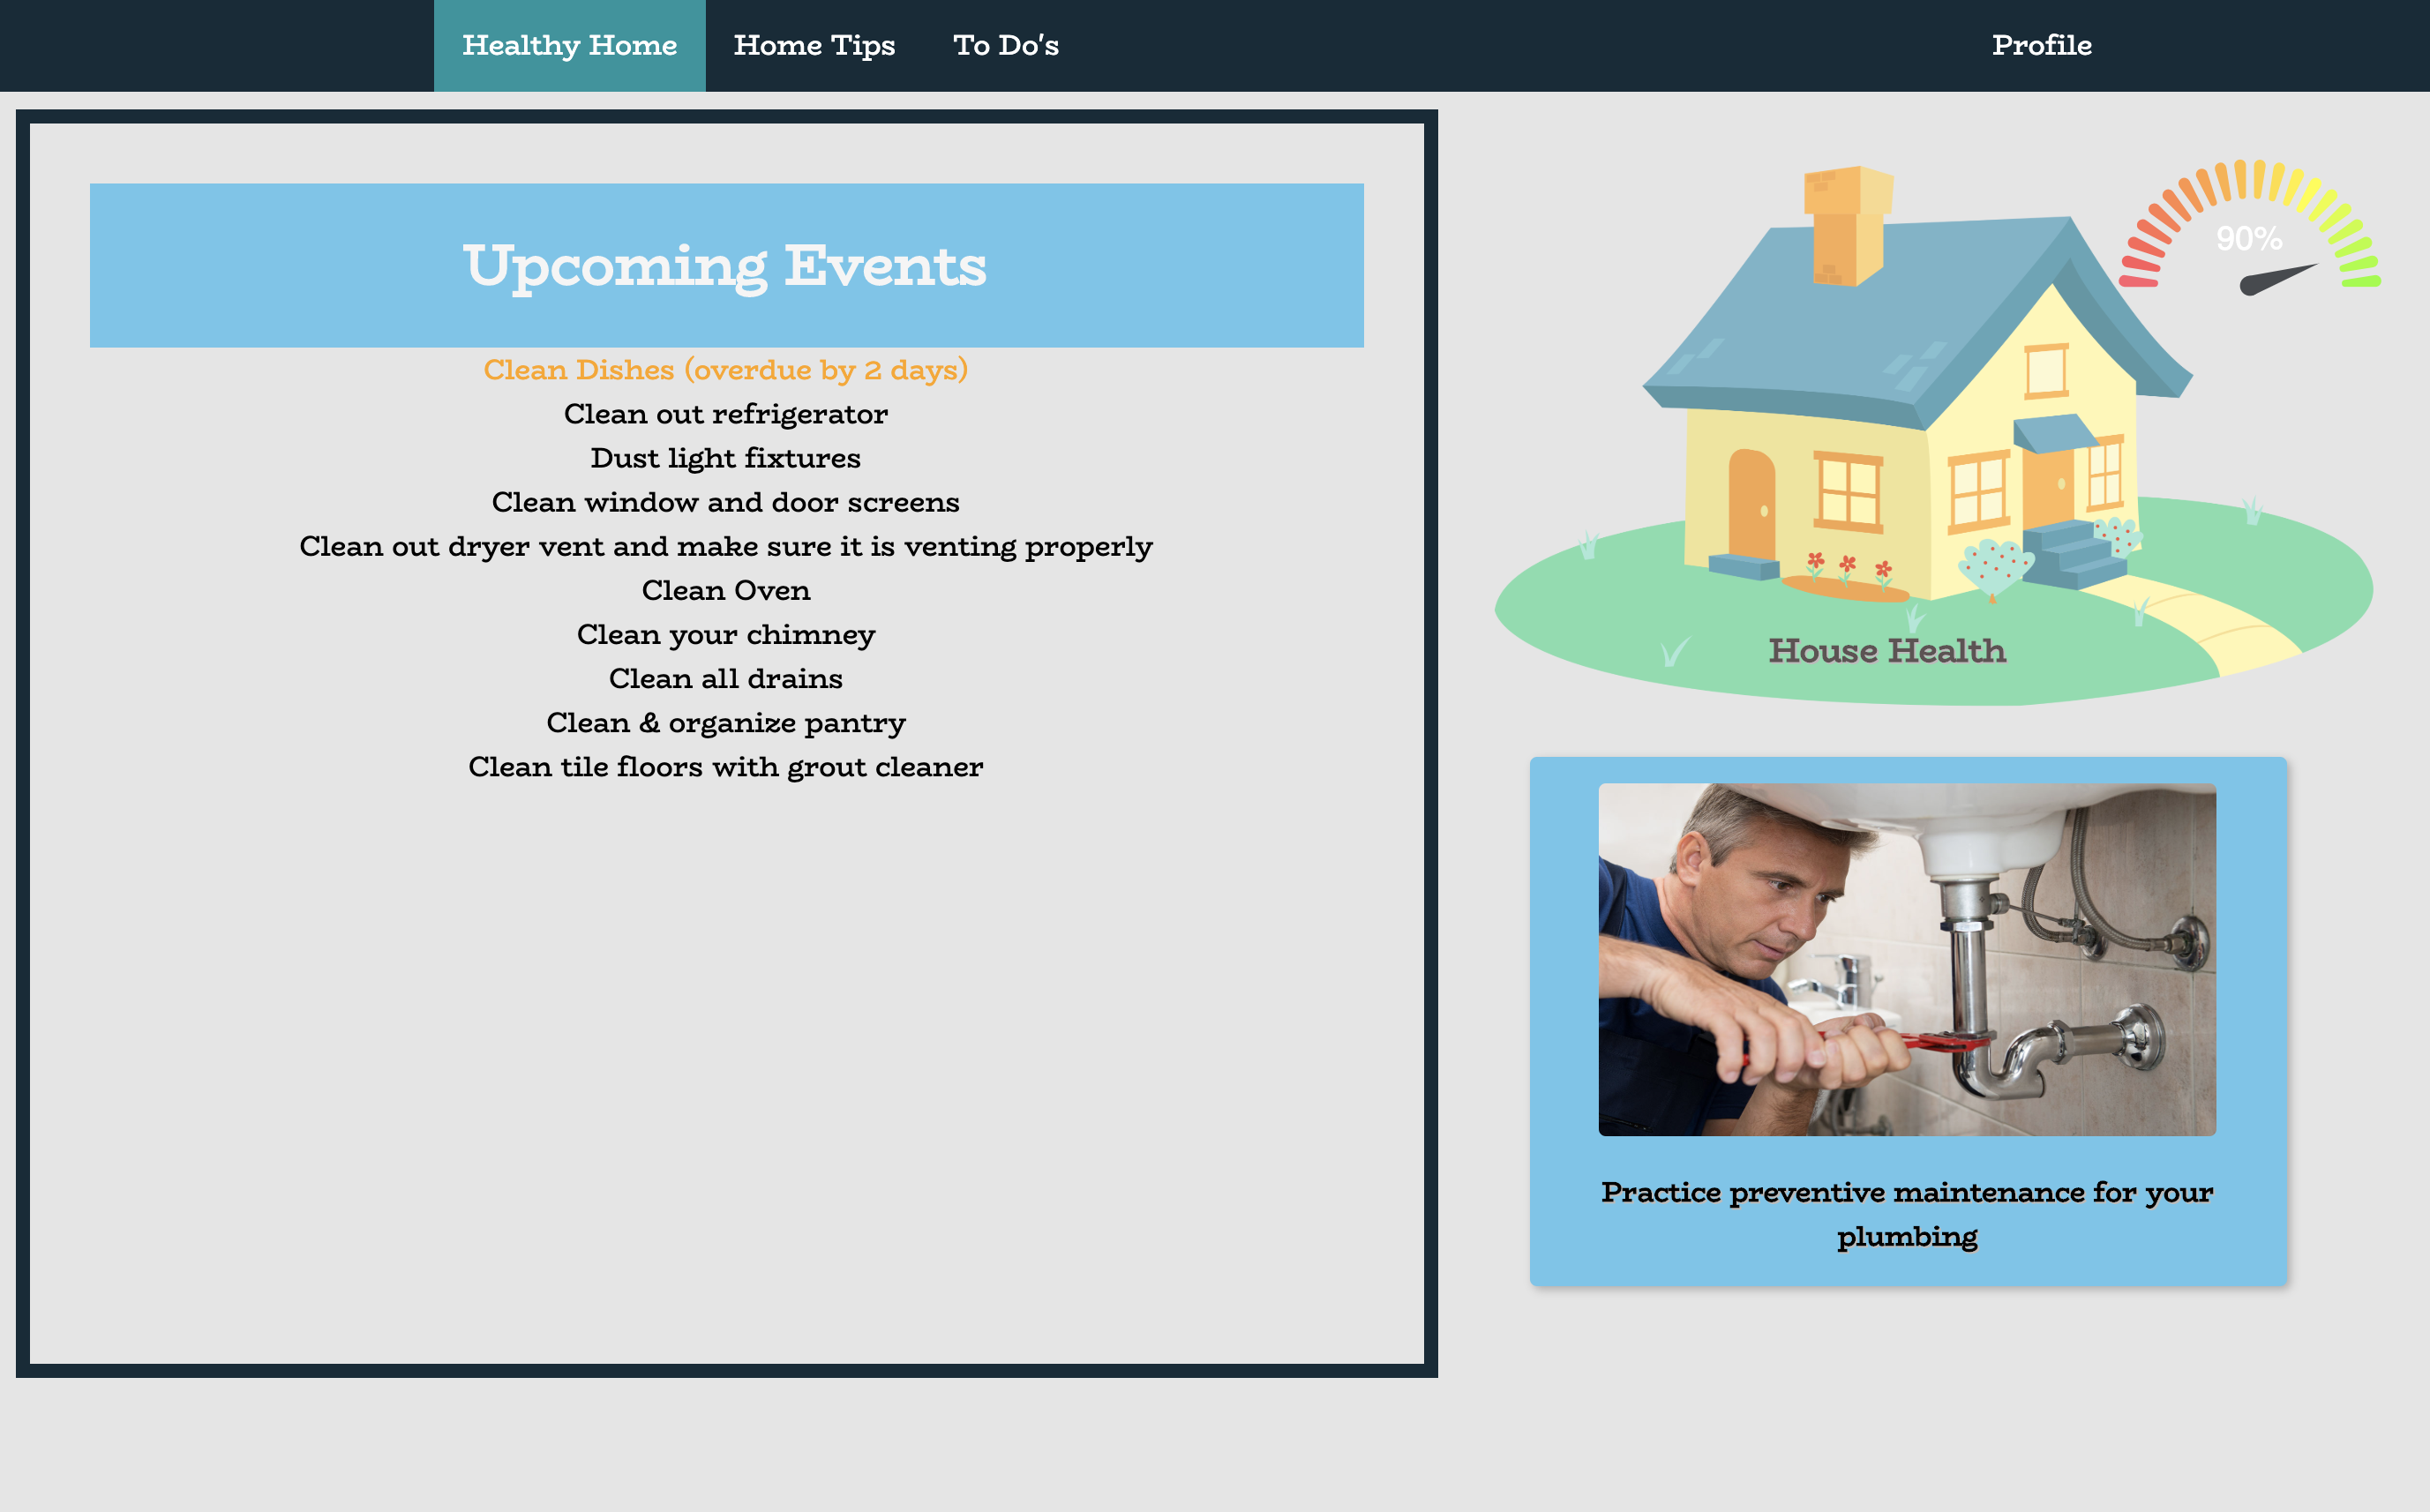 Healthy Home
Home Tips
To Do's
Profile
Upcoming Events
Clean Dishes (overdue by 2 days)
Clean out refrigerator
Dust light fixtures
Clean window and door screens
Clean out dryer vent and make sure it is venting properly
Clean Oven
Clean your chimney
Clean all drains
Clean & organize pantry
Clean tile floors with grout cleaner
90%
House Health
Practice preventive maintenance for your
plumbing